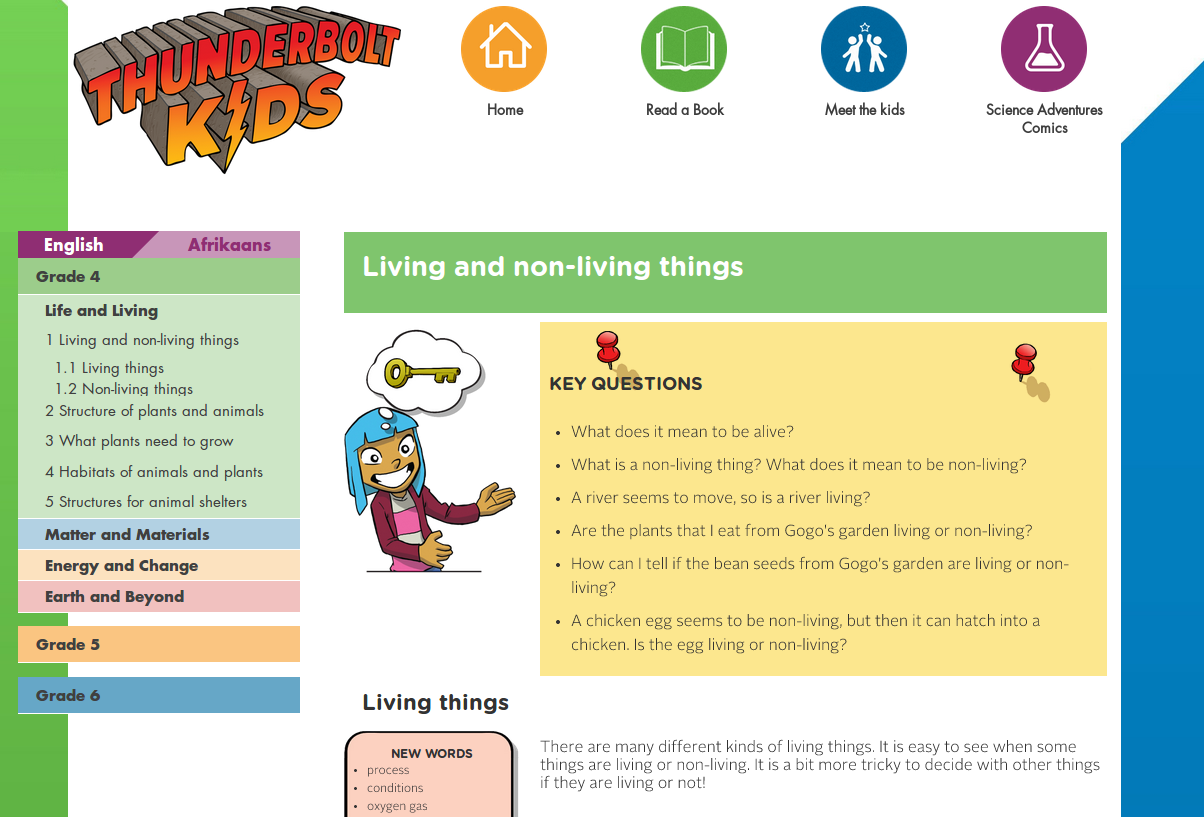 THUNDERBOLT
KIDS
Home
Read a Book
Meet the kids
Science Adventures
Comics
English
Afrikaans
Grade 4
Life and Living
1 Living and non-living things
1.1 Living things
1.2 Non-living things
2 Structure of plants and animals
3 What plants need to grow
4 Habitats of animals and plants
5 Structures for animal shelters
Matter and Materials
Energy and Change
Earth and Beyond
Grade 5
Grade 6
Living and non-living things
KEY QUESTIONS
• What does it mean to be alive?
• What is a non-living thing? What does it mean to be non-living?
• A river seems to move, so is a river living?
• Are the plants that I eat from Gogo's garden living or non-living?
• How can I tell if the bean seeds from Gogo's garden are living or non-
living?
• A chicken egg seems to be non-living, but then it can hatch into a
chicken. Is the egg living or non-living?
Living things
NEW WORDS
• process
• conditions
• oxygen gas
There are many different kinds of living things. It is easy to see when some
things are living or non-living. It is a bit more tricky to decide with other things
if they are living or not!